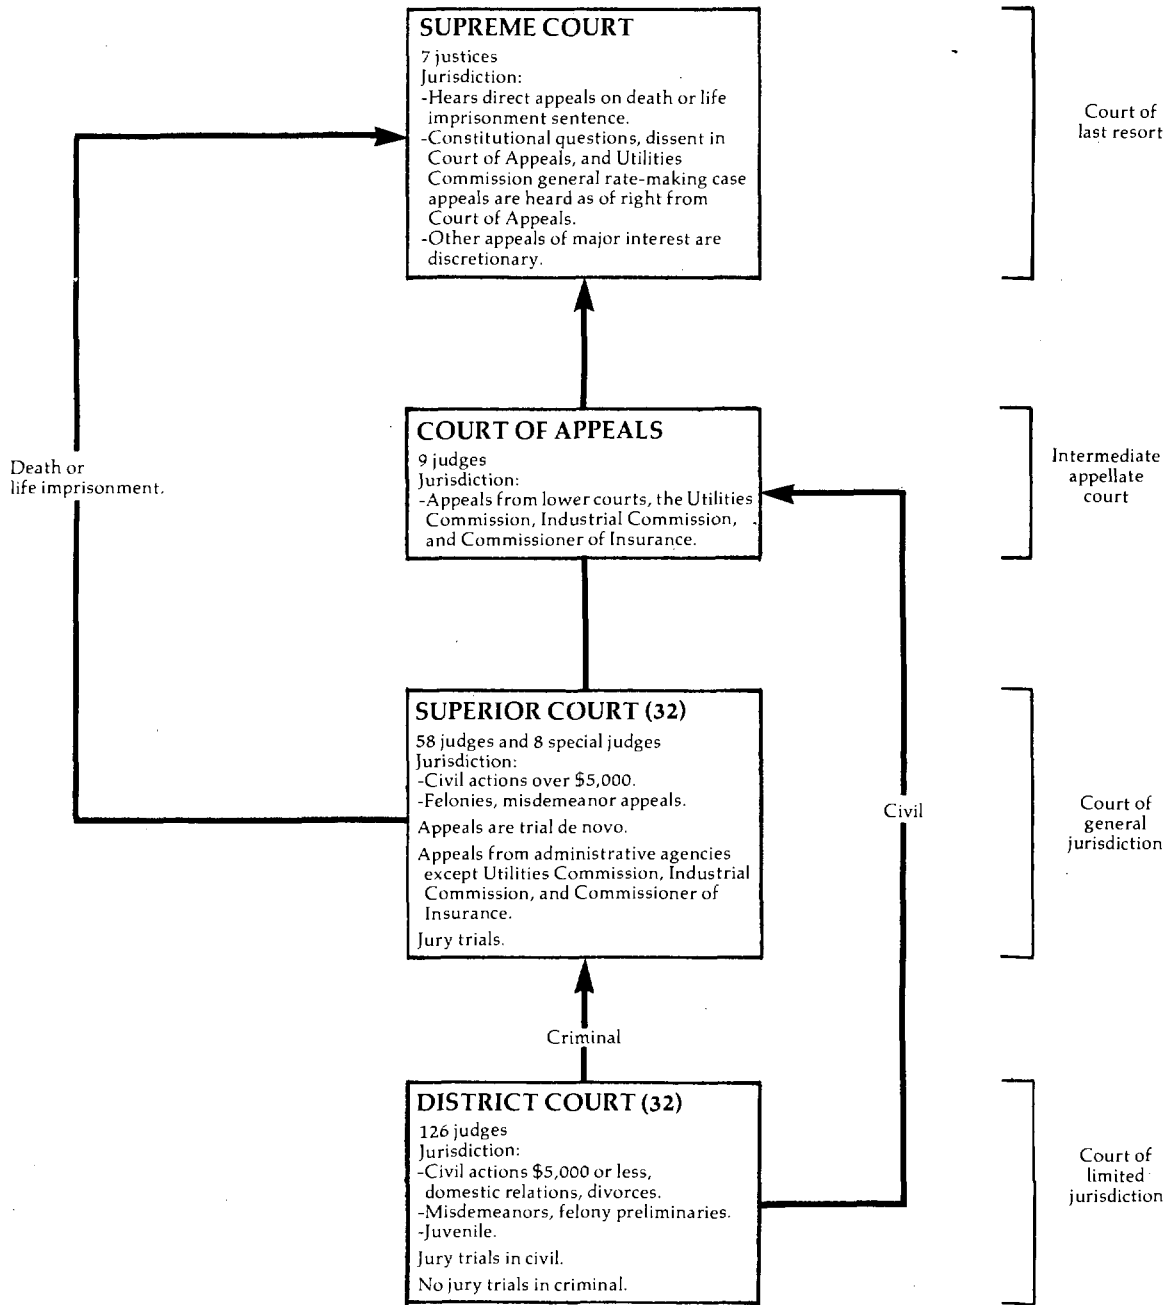 SUPREME COURT
7 justices
Jurisdiction:
-Hears direct appeals on death or life
imprisonment sentence.
-Constitutional questions, dissent in
Court of Appeals, and Utilities
Commission general rate-making case
appeals are heard as of right from
Court of Appeals.
-Other appeals of major interest are
discretionary.
Court of
last resort
Death or
life imprisonment.
COURT OF APPEALS
9 judges
Jurisdiction:
-Appeals from lower courts, the Utilities
Commission, Industrial Commission,
and Commissioner of Insurance.
Intermediate
appellate
court
SUPERIOR COURT (32)
58 judges and 8 special judges
Jurisdiction:
-Civil actions over $5,000.
-Felonies, misdemeanor appeals.
Appeals are trial de novo.
Appeals from administrative agencies
except Utilities Commission, Industrial
Commission, and Commissioner of
Insurance.
Jury trials.
Civil
Court of
general
jurisdiction
Criminal
DISTRICT COURT (32)
126 judges
Jurisdiction:
-Civil actions $5,000 or less,
domestic relations, divorces.
-Misdemeanors, felony preliminaries.
-Juvenile.
Jury trials in civil.
No jury trials in criminal.
Court of
limited
jurisdiction